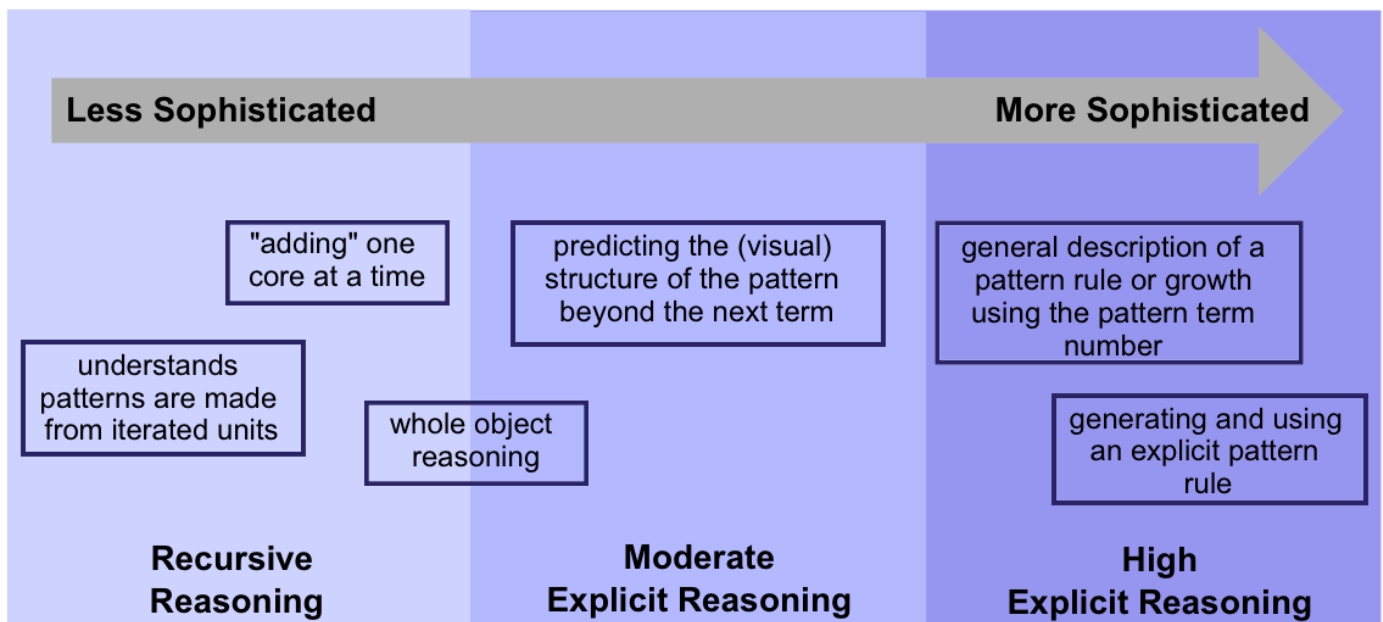 Less Sophisticated
More Sophisticated
"adding" one
core at a time
understands
patterns are made
from iterated units
whole object
reasoning
predicting the (visual)
structure of the pattern
beyond the next term
general description of a
pattern rule or growth
using the pattern term
number
generating and using
an explicit pattern
rule
Recursive
Reasoning
Moderate
Explicit Reasoning
High
Explicit Reasoning